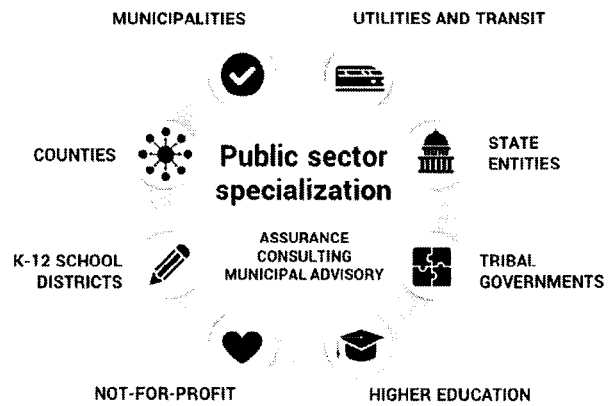 MUNICIPALITIES
UTILITIES AND TRANSIT
COUNTIES
Public sector
specialization
STATE
ENTITIES
K-12 SCHOOL
DISTRICTS
ASSURANCE
CONSULTING
MUNICIPAL ADVISORY
TRIBAL
GOVERNMENTS
NOT-FOR-PROFIT
HIGHER EDUCATION